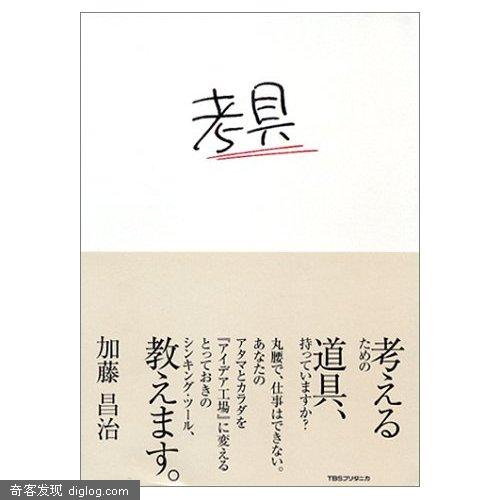 考具
考える
ための
道具、
持っていますか?
丸腰で、仕事はできない。
あなたの
アタマとカラダを
『アイデア工場』に変える
とっておきの
シンキング・ツール、
教えます。
加藤 昌治
TBSブリタニカ
奇客发现 diglog.com